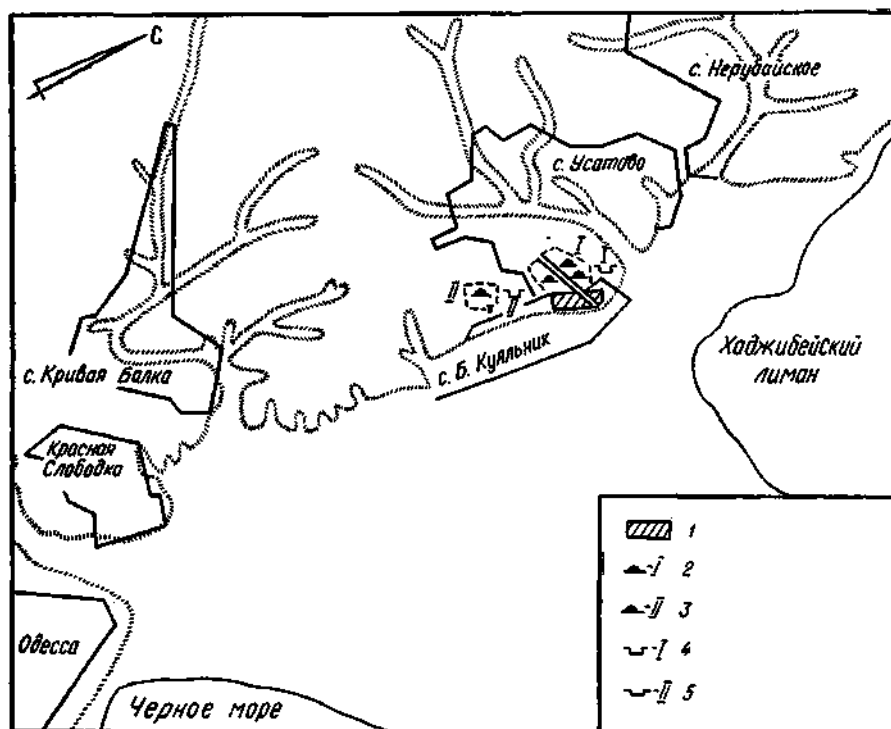 С
с. Нерубайское
с. Усатово
I
I
II
II
с. Б. Куяльник
Хаджибейский
лиман
с. Кривая Балка
Красная
Слободка
Одесса
Черное море
1
I 2
II 3
I 4
II 5